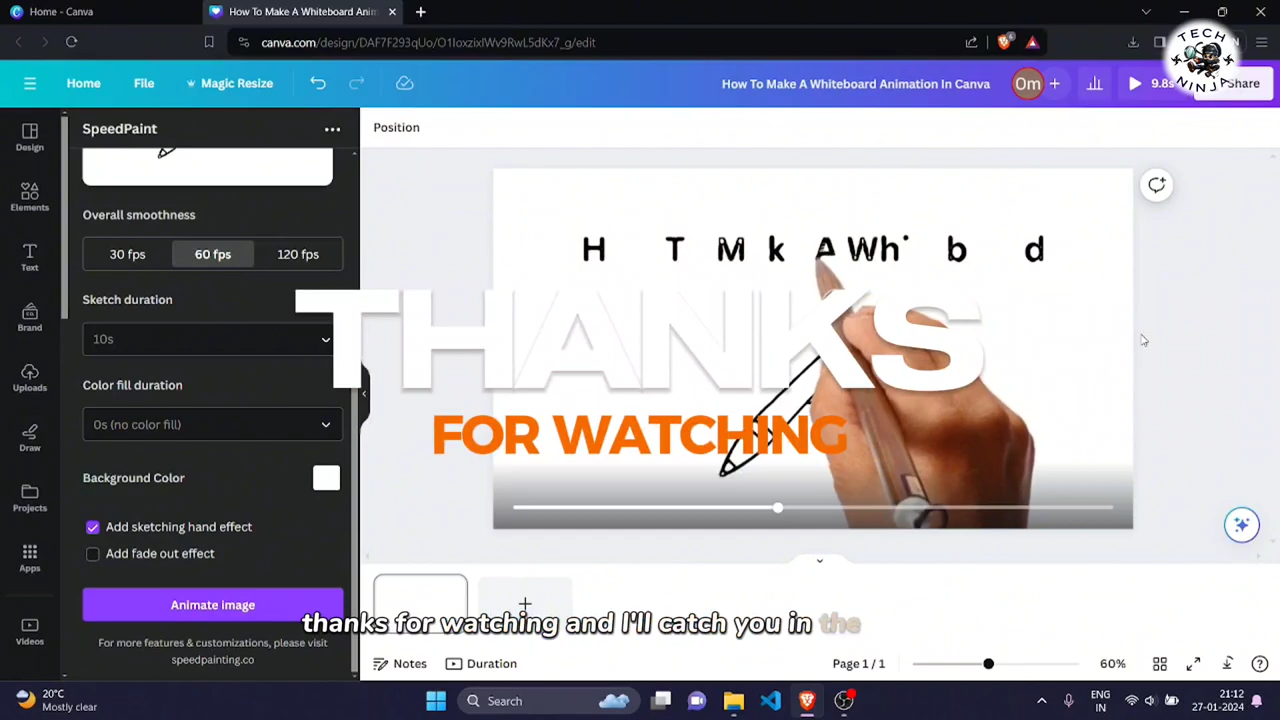 Home - Canva
How To Make A Whiteboard Anim
canva.com/design/DAF7F293qUo/O1IoxzixIWv9RwL5dKx7_g/edit
TECH
NINJA
Home
File
Magic Resize
How To Make A Whiteboard Animation In Canva
Om
9.8s
Share
Design
Elements
Text
Brand
Uploads
Draw
Projects
Apps
Videos
SpeedPaint
Overall smoothness
30 fps
60 fps
120 fps
Sketch duration
10s
Color fill duration
0s (no color fill)
Background Color
Add sketching hand effect
Add fade out effect
Animate image
For more features & customizations, please visit
speedpainting.co
Position
H T M k A Wh b d
THANKS
FOR WATCHING
thanks for watching and I'll catch you in the
Notes
Duration
Page 1 / 1
60%
20°C
Mostly clear
Search
ENG
IN
21:12
27-01-2024